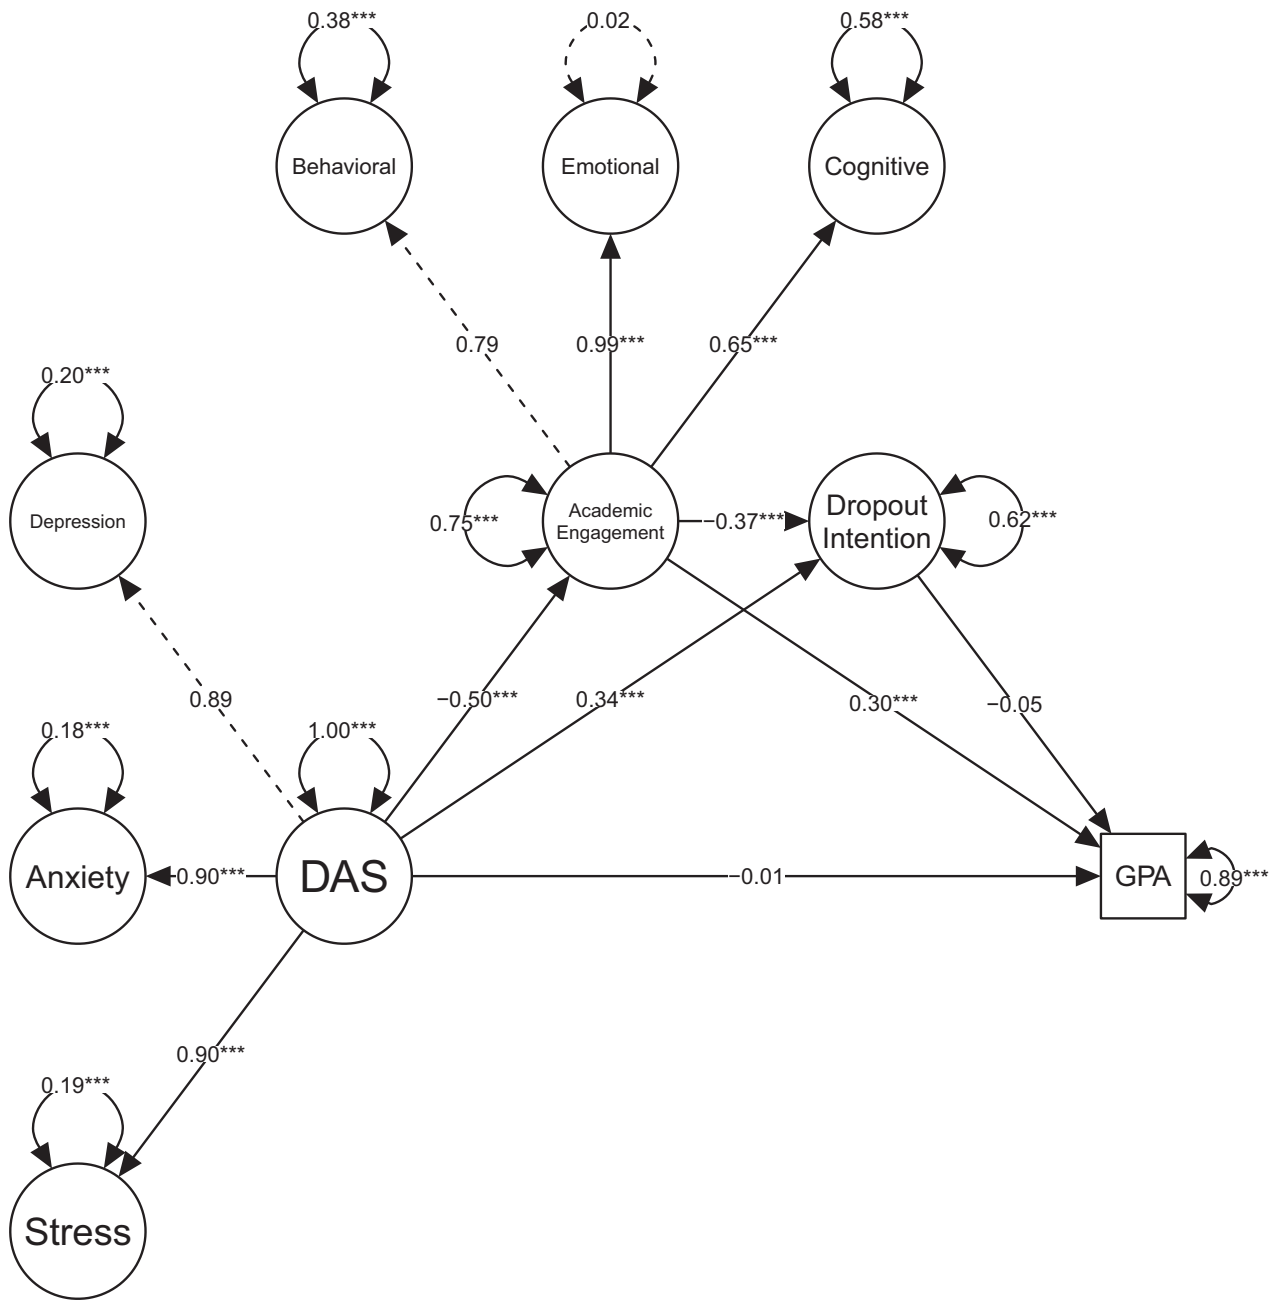 0.38***
0.02
0.58***
Behavioral
Emotional
Cognitive
0.79
0.99***
0.65***
0.20***
Depression
0.75***
Academic
Engagement
−0.37***
Dropout
Intention
0.62***
0.89
−0.50***
0.34***
0.30***
−0.05
0.18***
1.00***
Anxiety
0.90***
DAS
−0.01
GPA
0.89***
0.90***
0.19***
Stress